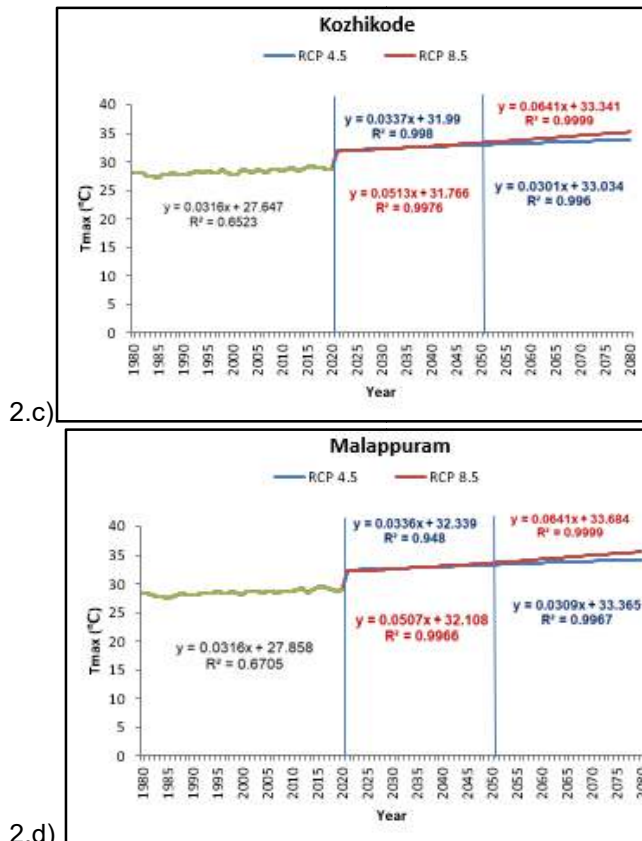 Kozhikode
RCP 4.5 RCP 8.5
y = 0.0337x + 31.99
R² = 0.998
y = 0.0641x + 33.341
R² = 0.9999
y = 0.0316x + 27.647
R² = 0.6523
y = 0.0513x + 31.766
R² = 0.9976
y = 0.0301x + 33.034
R² = 0.996
Tmax (°C)
40
35
30
25
20
15
10
5
0
1980 1985 1990 1995 2000 2005 2010 2015 2020 2025 2030 2035 2040 2045 2050 2055 2060 2065 2070 2075 2080
Year
2.c)
Malappuram
RCP 4.5 RCP 8.5
y = 0.0336x + 32.339
R² = 0.948
y = 0.0641x + 33.684
R² = 0.9999
y = 0.0316x + 27.858
R² = 0.6705
y = 0.0507x + 32.108
R² = 0.9966
y = 0.0309x + 33.365
R² = 0.9967
Tmax (°C)
40
35
30
25
20
15
10
5
0
1980 1985 1990 1995 2000 2005 2010 2015 2020 2025 2030 2035 2040 2045 2050 2055 2060 2065 2070 2075 2080
Year
2.d)